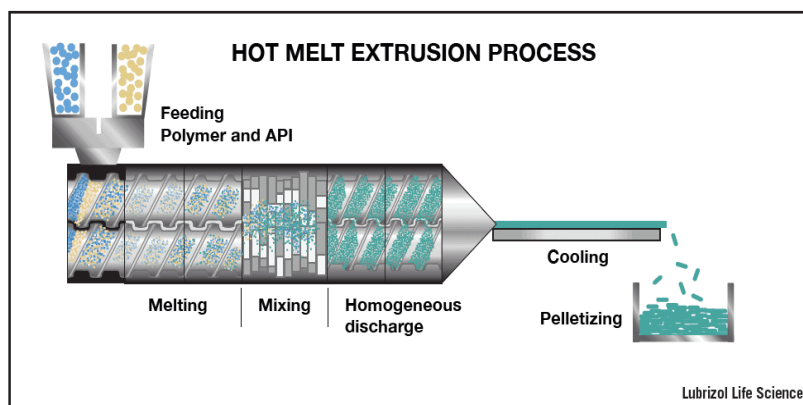 HOT MELT EXTRUSION PROCESS
Feeding
Polymer and API
Melting
Mixing
Homogeneous
discharge
Cooling
Pelletizing
Lubrizol Life Science